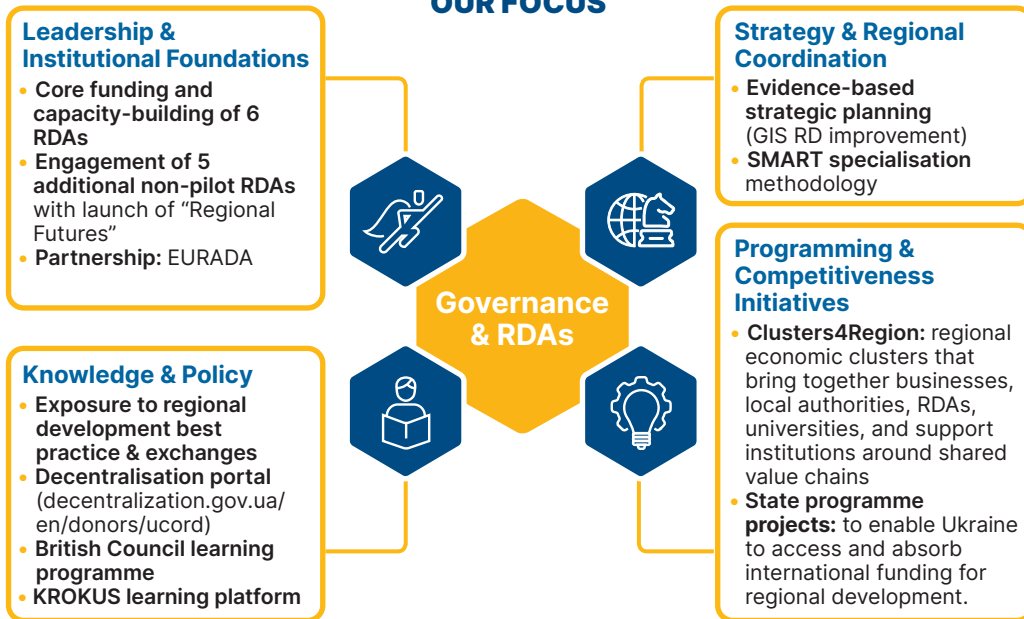 OUR FOCUS
Leadership &
Institutional Foundations
• Core funding and
capacity-building of 6
RDAs
• Engagement of 5
additional non-pilot RDAs
with launch of “Regional
Futures”
• Partnership: EURADA
Strategy & Regional
Coordination
• Evidence-based
strategic planning
(GIS RD improvement)
• SMART specialisation
methodology
Governance
& RDAs
Knowledge & Policy
• Exposure to regional
development best
practice & exchanges
• Decentralisation portal
(decentralization.gov.ua/
en/donors/ucord)
• British Council learning
programme
• KROKUS learning platform
Programming &
Competitiveness
Initiatives
• Clusters4Region: regional
economic clusters that
bring together businesses,
local authorities, RDAs,
universities, and support
institutions around shared
value chains
• State programme
projects: to enable Ukraine
to access and absorb
international funding for
regional development.